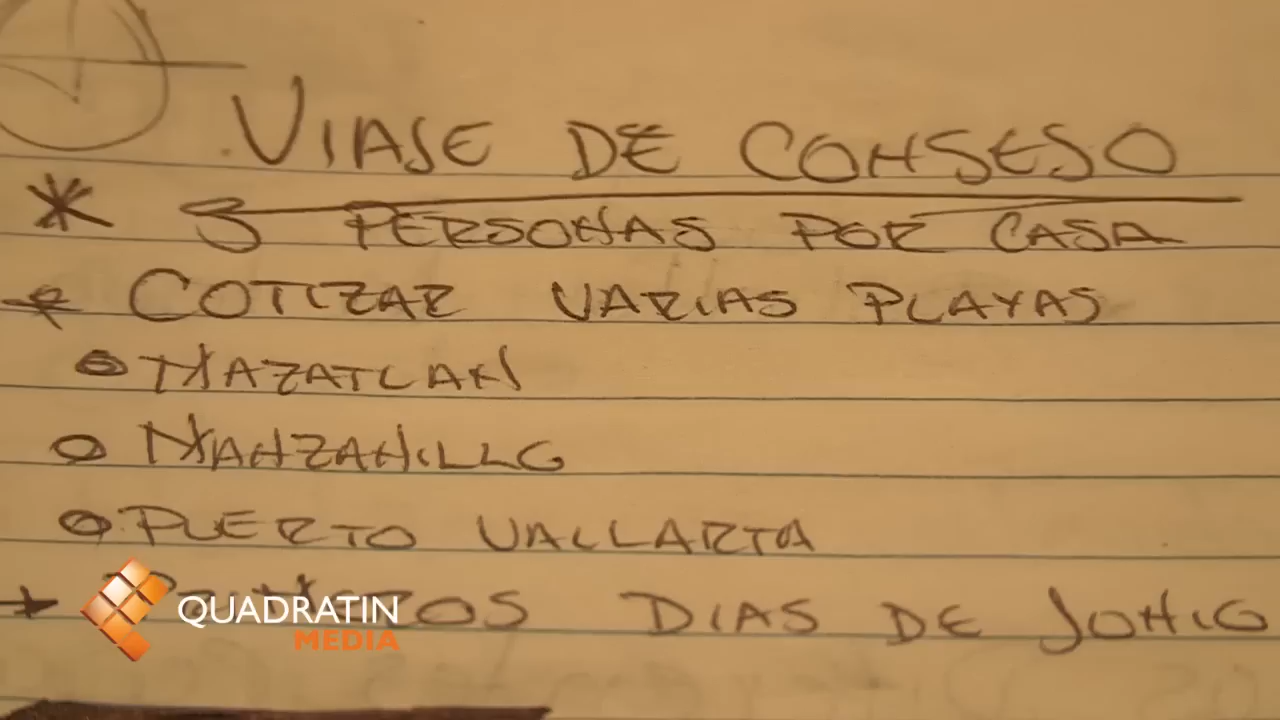 VIAJE DE CONSEJO
* 3 PERSONAS POR CASA
* COTIZAR VARIAS PLAYAS
MAZATLAN
MANZANILLO
PUERTO VALLARTA
DIAS DE JUNIO
QUADRATIN
MEDIA